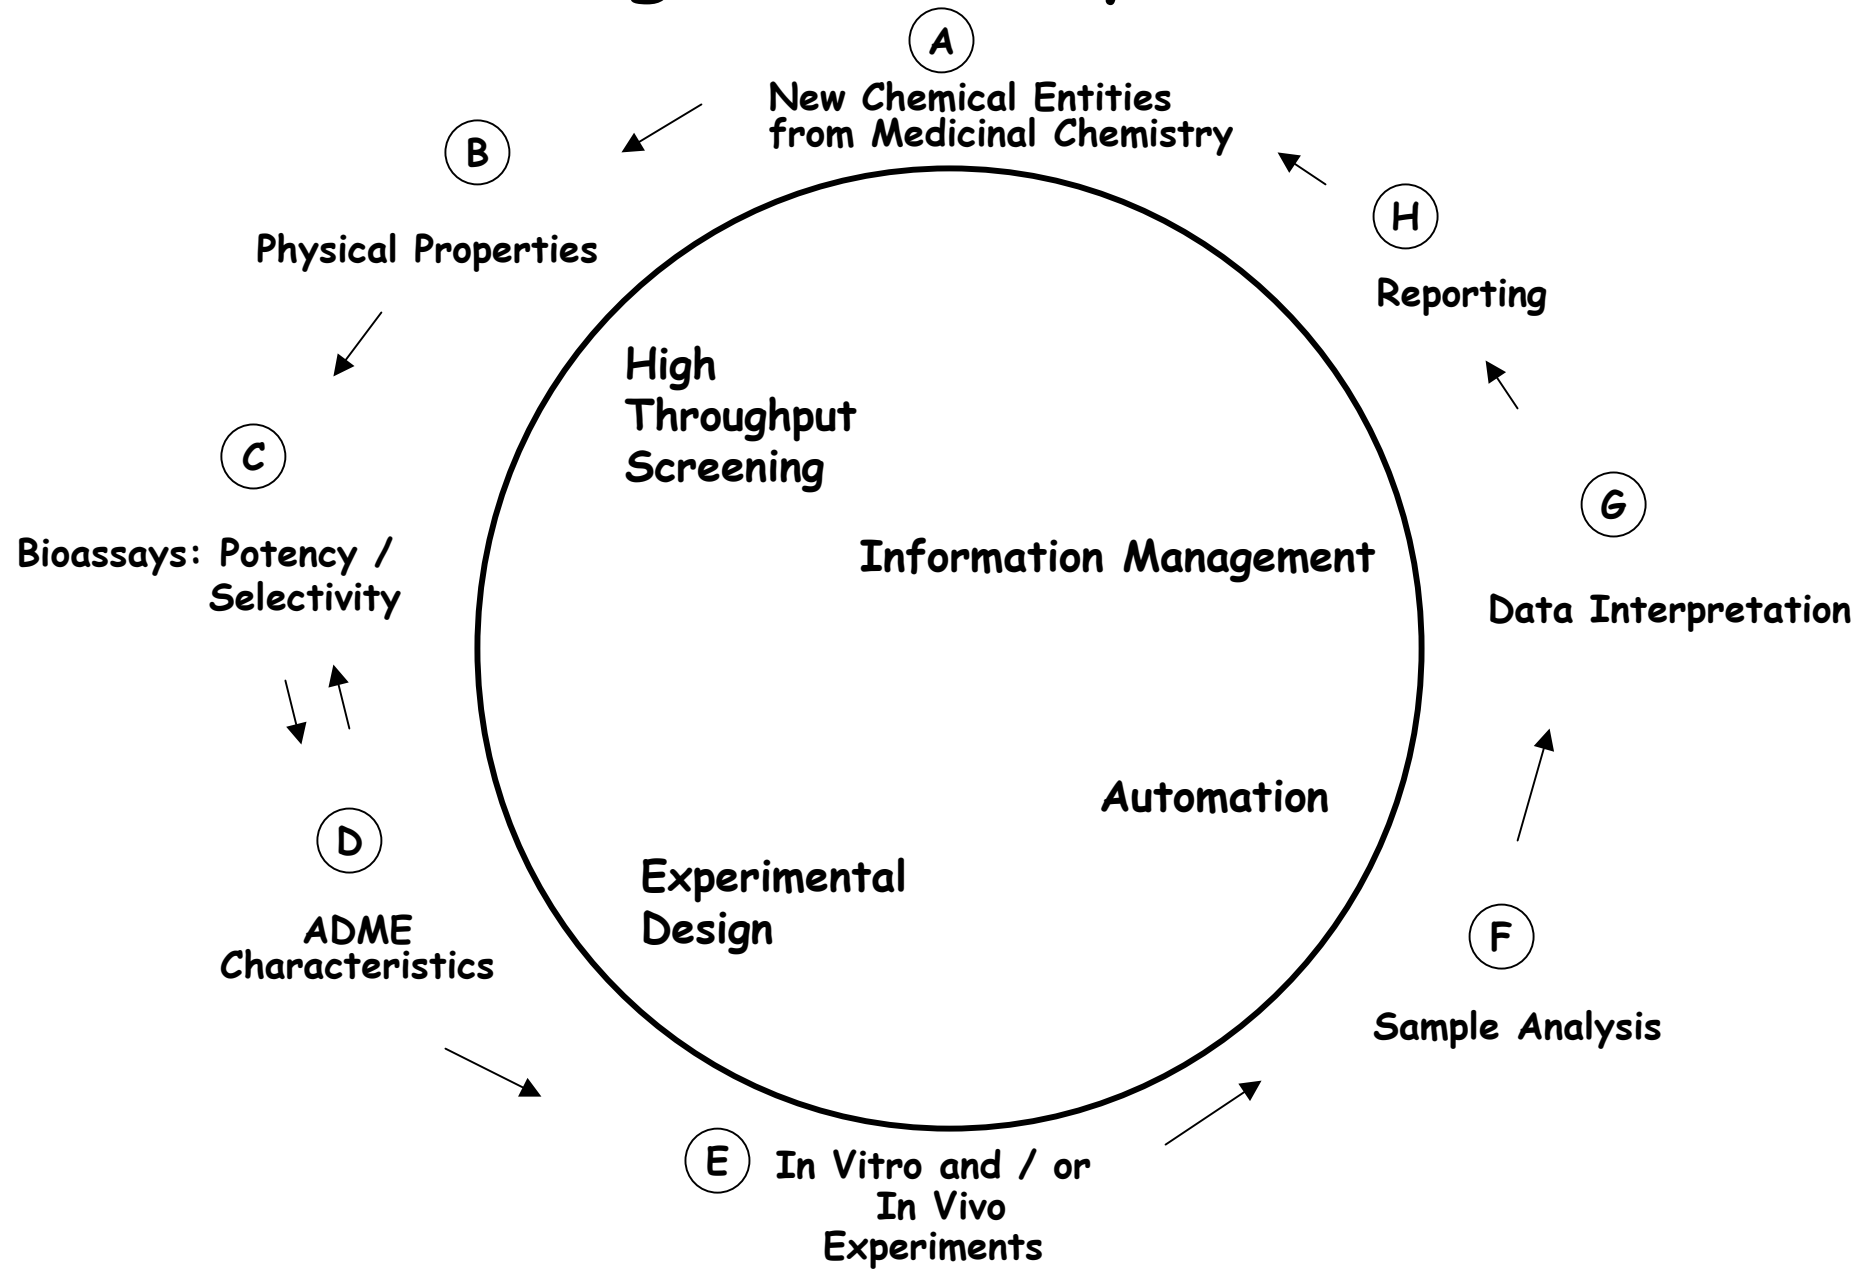 A
New Chemical Entities
from Medicinal Chemistry
B
Physical Properties
C
Bioassays: Potency /
Selectivity
D
ADME
Characteristics
E
In Vitro and / or
In Vivo
Experiments
F
Sample Analysis
G
Data Interpretation
H
Reporting
High
Throughput
Screening
Information Management
Automation
Experimental
Design